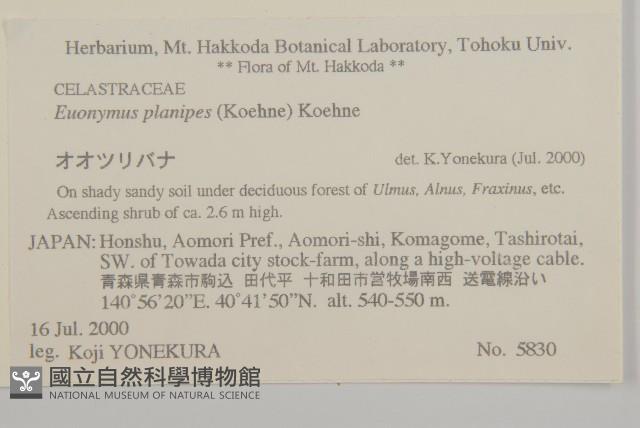 Herbarium, Mt. Hakkoda Botanical Laboratory, Tohoku Univ.
** Flora of Mt. Hakkoda **
CELASTRACEAE
Euonymus planipes (Koehne) Koehne
オオツリバナ det. K.Yonekura (Jul. 2000)
On shady sandy soil under deciduous forest of Ulmus, Alnus, Fraxinus, etc.
Ascending shrub of ca. 2.6 m high.
JAPAN: Honshu, Aomori Pref., Aomori-shi, Komagome, Tashirotai,
SW. of Towada city stock-farm, along a high-voltage cable.
青森県青森市駒込 田代平 十和田市営牧場南西 送電線沿い
140°56'20"E. 40°41'50"N. alt. 540-550 m.
16 Jul. 2000
leg. Koji YONEKURA No. 5830
國立自然科學博物館
NATIONAL MUSEUM OF NATURAL SCIENCE